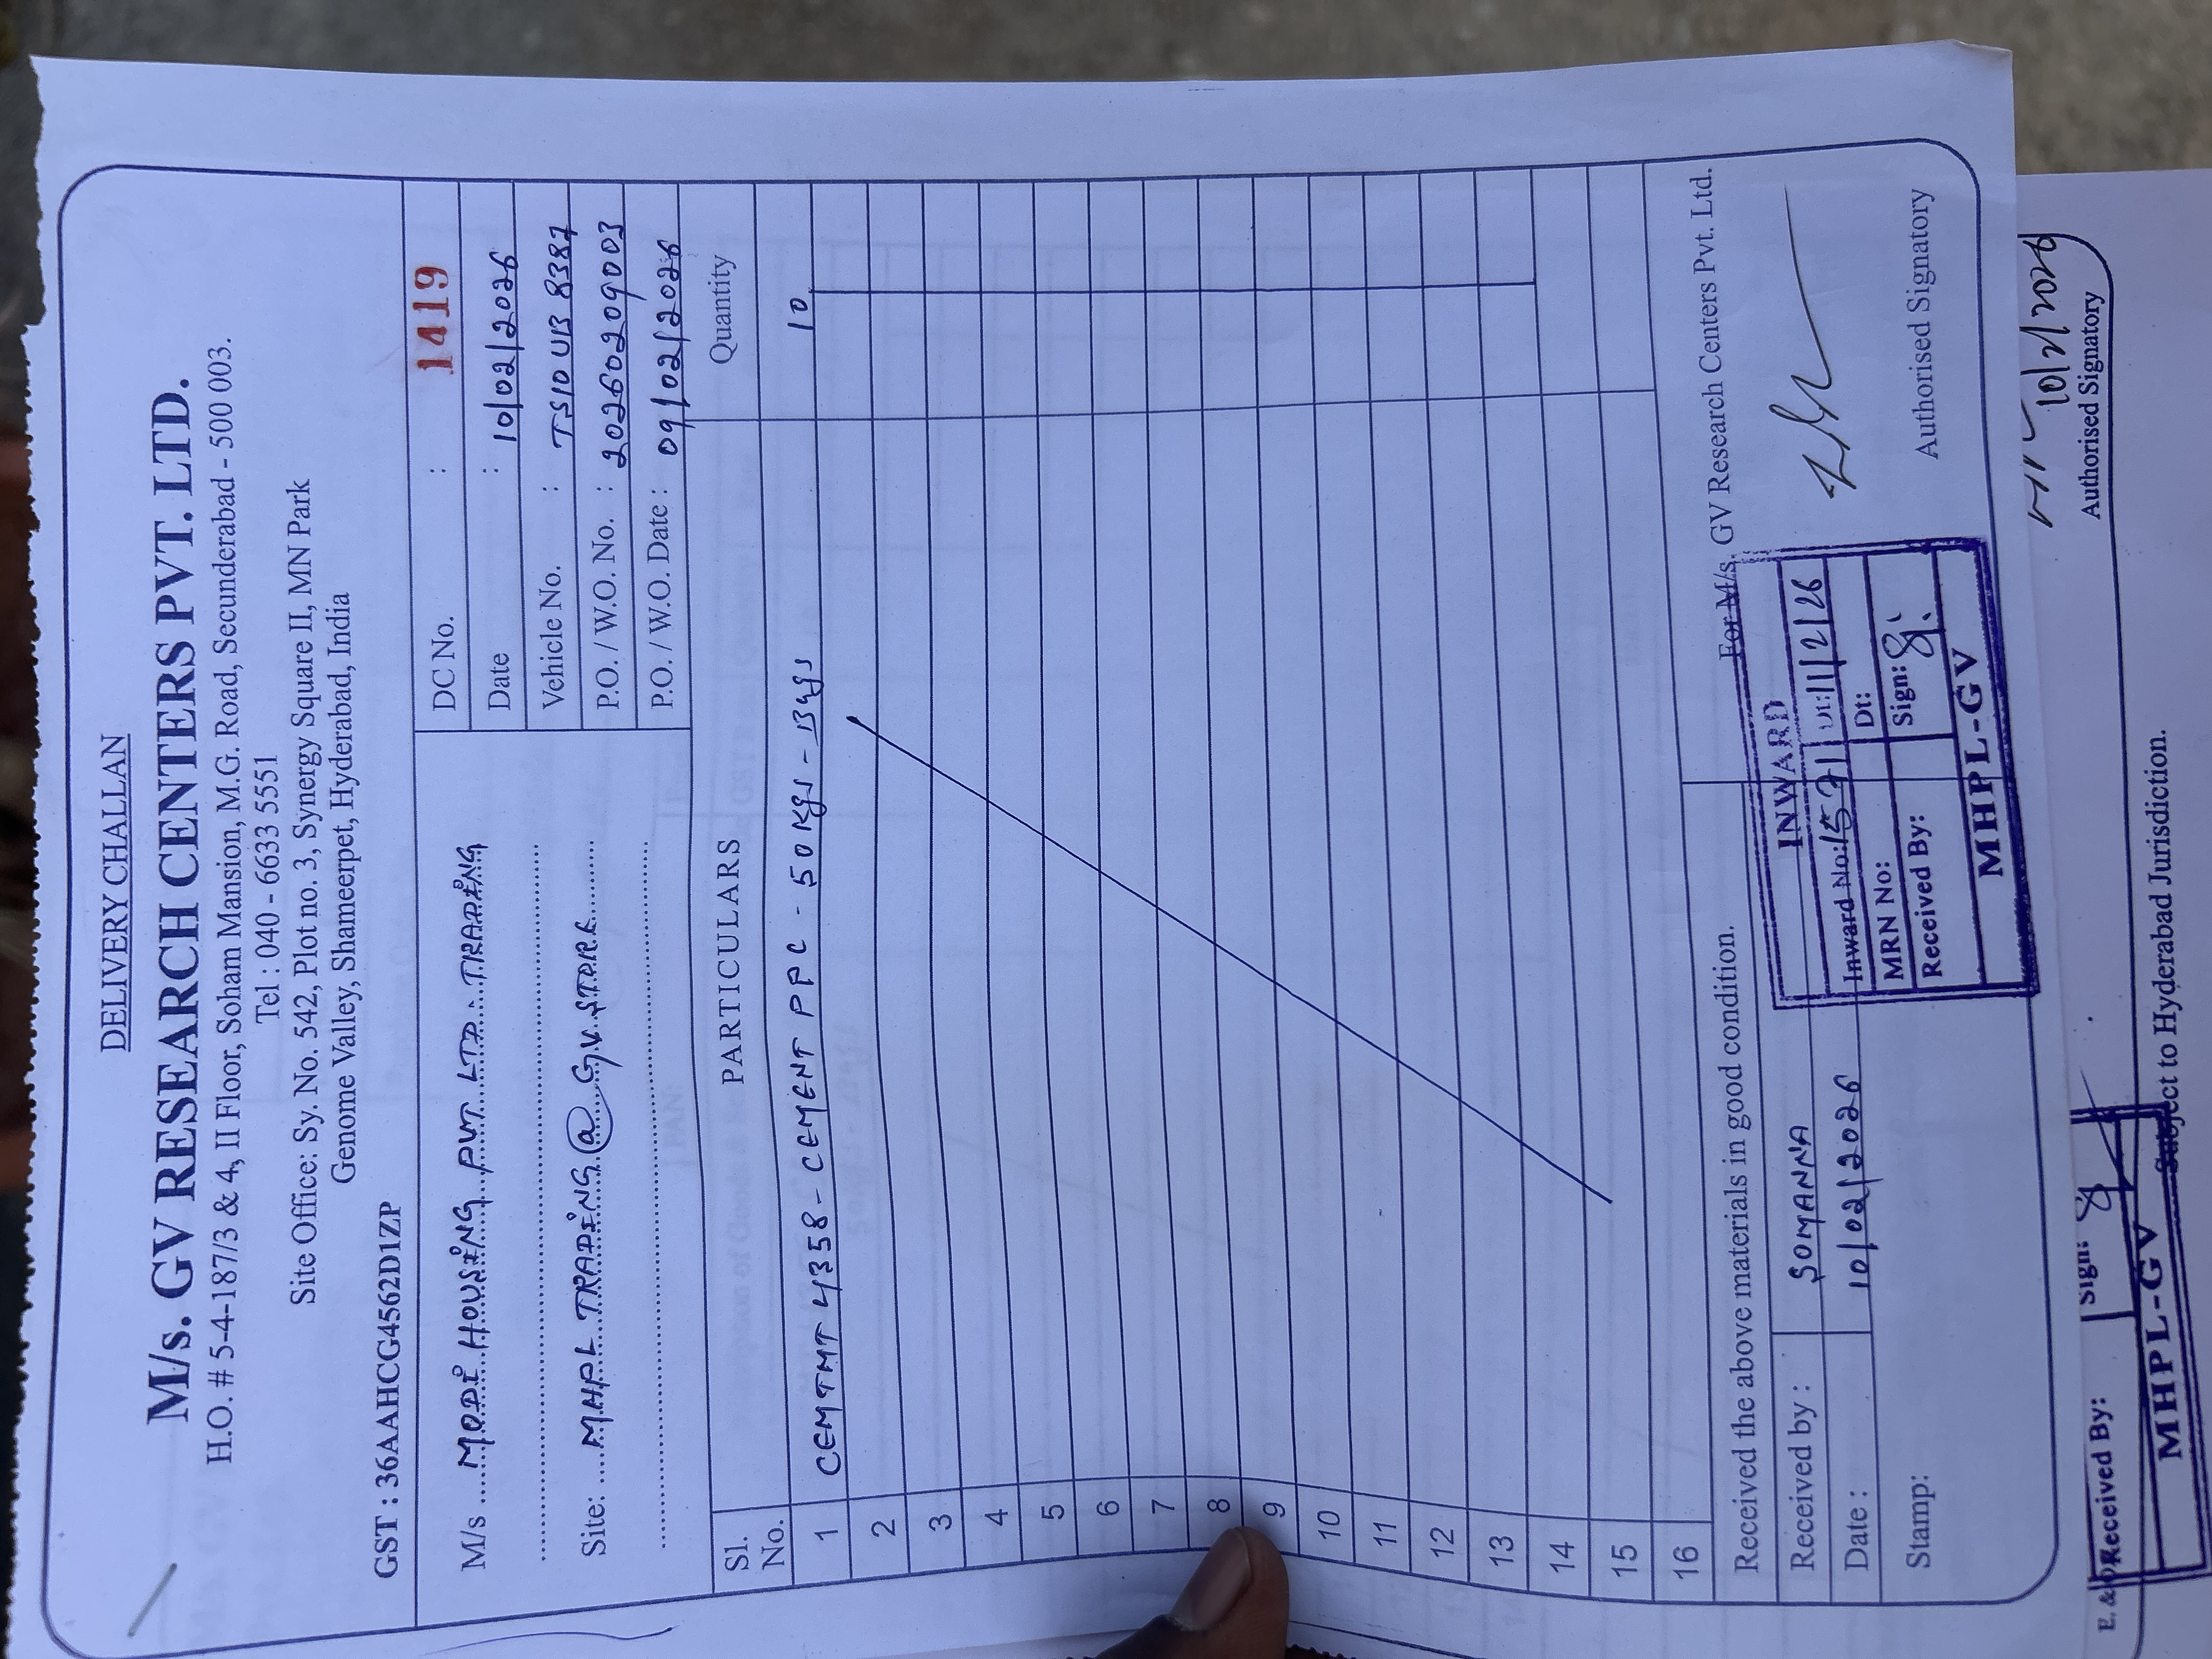 DELIVERY CHALLAN
M/s. GV RESEARCH CENTERS PVT. LTD.
H.O. # 5-4-187/3 & 4, II Floor, Soham Mansion, M.G. Road, Secunderabad - 500 003.
Tel : 040 - 6633 5551
Site Office: Sy. No. 542, Plot no. 3, Synergy Square II, MN Park
Genome Valley, Shameerpet, Hyderabad, India
GST : 36AAHCG4562D1ZP
M/s MODI HOUSING PVT LTD. TRADING
Site: MHPL TRADING @ G.V. STORE
DC No. : 1419
Date : 10/02/2026
Vehicle No. : TS10 UB 8387
P.O. / W.O. No. : 20260209003
P.O. / W.O. Date : 09/02/2026
Sl. No. PARTICULARS Quantity
1 CEMTMT 4358 - CEMENT PPC - 50 Kgs - Bags 10
2
3
4
5
6
7
8
9
10
11
12
13
14
15
16
Received the above materials in good condition.
Received by : SOMANNA
Date : 10/02/2026
Stamp:
For M/s. GV Research Centers Pvt. Ltd.
Authorised Signatory
INWARD
Inward No: Dt: 11/2/26
MRN No: Dt:
Received By: Sign:
MHPL-GV
10/2/2026
Authorised Signatory
Received By: Sign:
MHPL-GV
Subject to Hyderabad Jurisdiction.